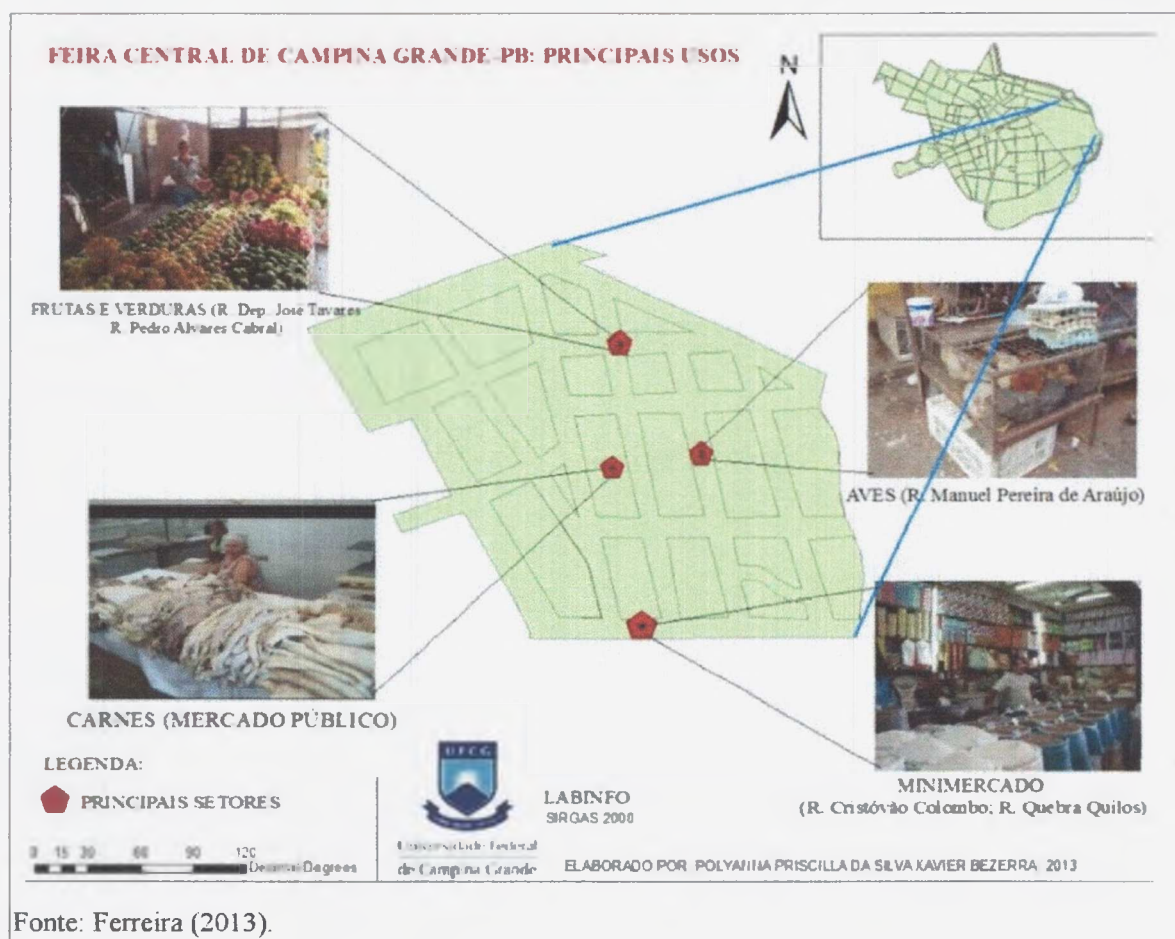 FEIRA CENTRAL DE CAMPINA GRANDE-PB: PRINCIPAIS USOS
N
FRUTAS E VERDURAS (R. Dep. José Tavares
R. Pedro Alvares Cabral)
AVES (R. Manuel Pereira de Araújo)
CARNES (MERCADO PÚBLICO)
MINIMERCADO
(R. Cristóvão Colombo; R. Quebra Quilos)
LEGENDA:
PRINCIPAIS SETORES
0 15 30 60 90 120
Decimal Degrees
UFCG
Universidade Federal
de Campina Grande
LABINFO
SIRGAS 2000
ELABORADO POR POLYANNA PRISCILLA DA SILVA XAVIER BEZERRA 2013
Fonte: Ferreira (2013).